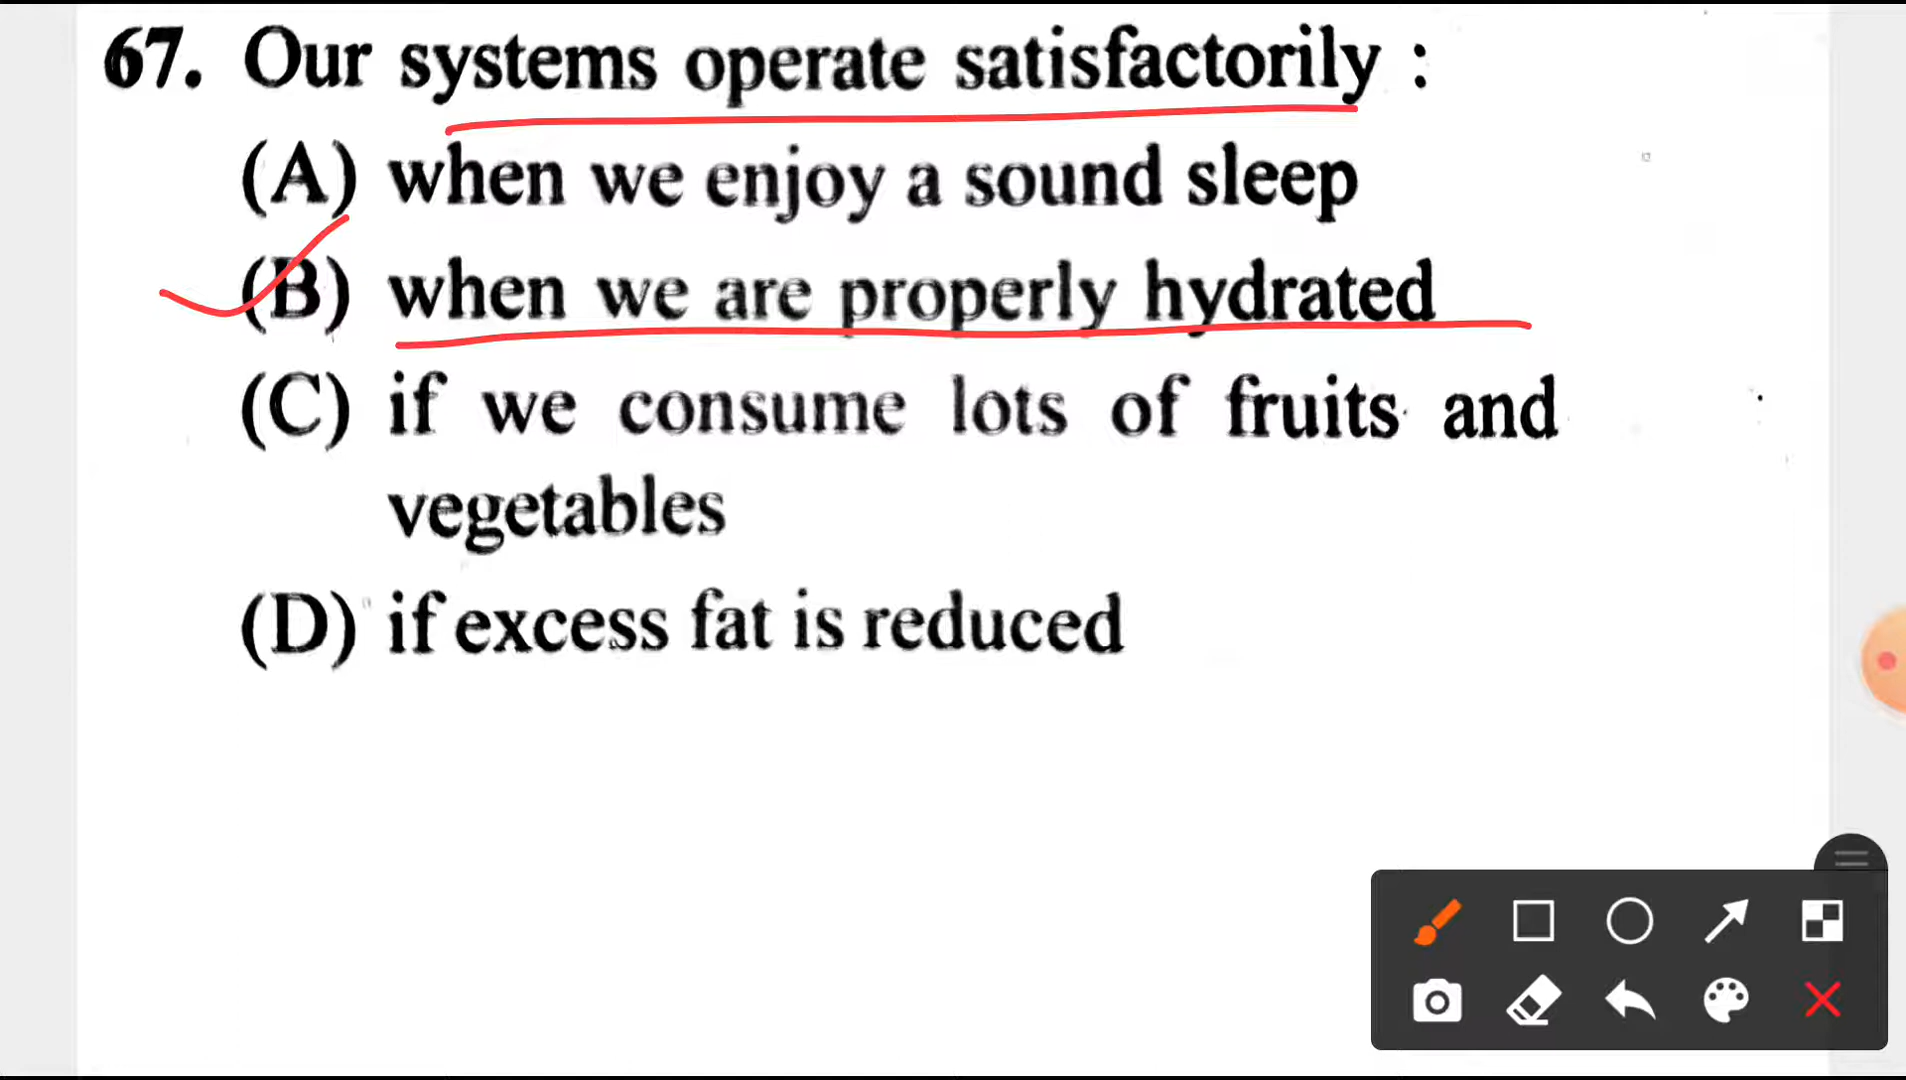 67. Our systems operate satisfactorily :
(A) when we enjoy a sound sleep
(B) when we are properly hydrated
(C) if we consume lots of fruits and
vegetables
(D) if excess fat is reduced